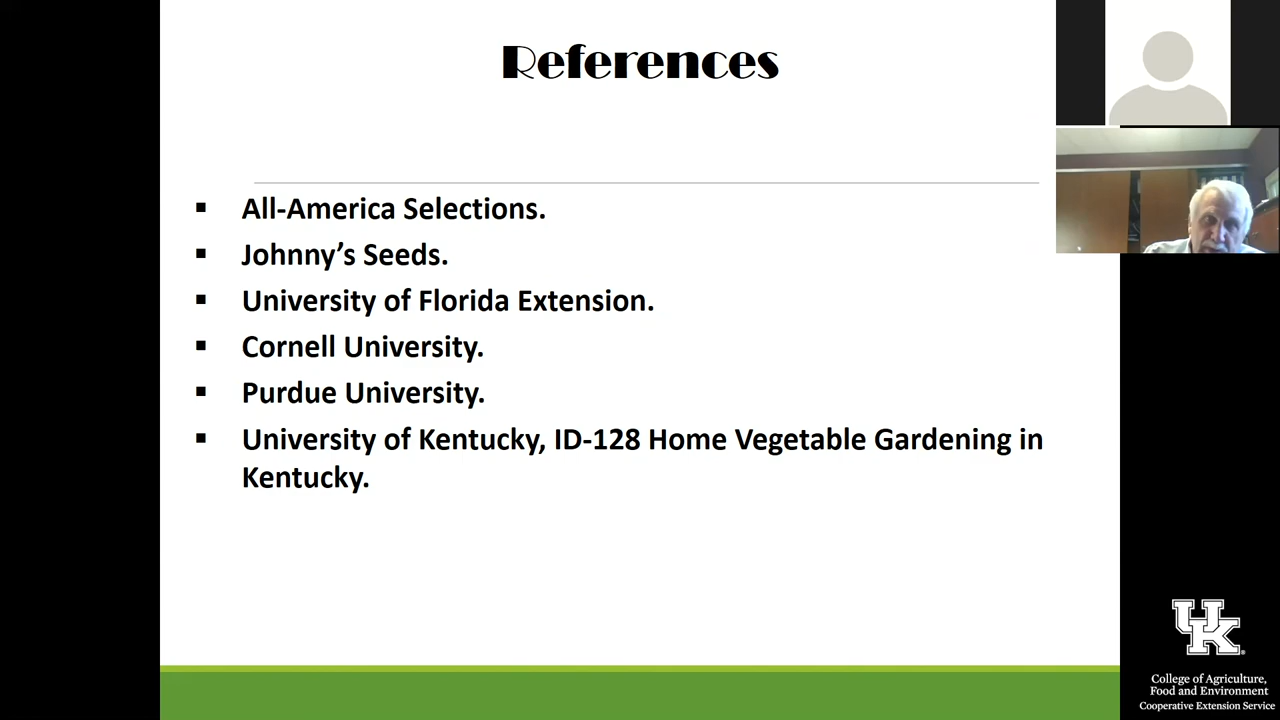 References
All-America Selections.
Johnny’s Seeds.
University of Florida Extension.
Cornell University.
Purdue University.
University of Kentucky, ID-128 Home Vegetable Gardening in
Kentucky.
UK
College of Agriculture,
Food and Environment
Cooperative Extension Service